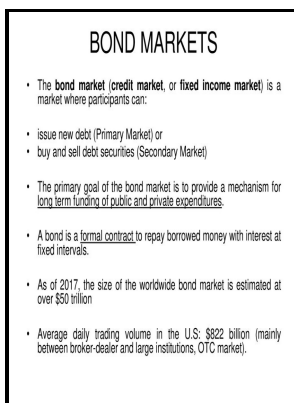 BOND MARKETS
• The bond market (credit market, or fixed income market) is a
market where participants can:
• issue new debt (Primary Market) or
• buy and sell debt securities (Secondary Market)
• The primary goal of the bond market is to provide a mechanism for
long term funding of public and private expenditures.
• A bond is a formal contract to repay borrowed money with interest at
fixed intervals.
• As of 2017, the size of the worldwide bond market is estimated at
over $50 trillion
• Average daily trading volume in the U.S: $822 billion (mainly
between broker-dealer and large institutions, OTC market).